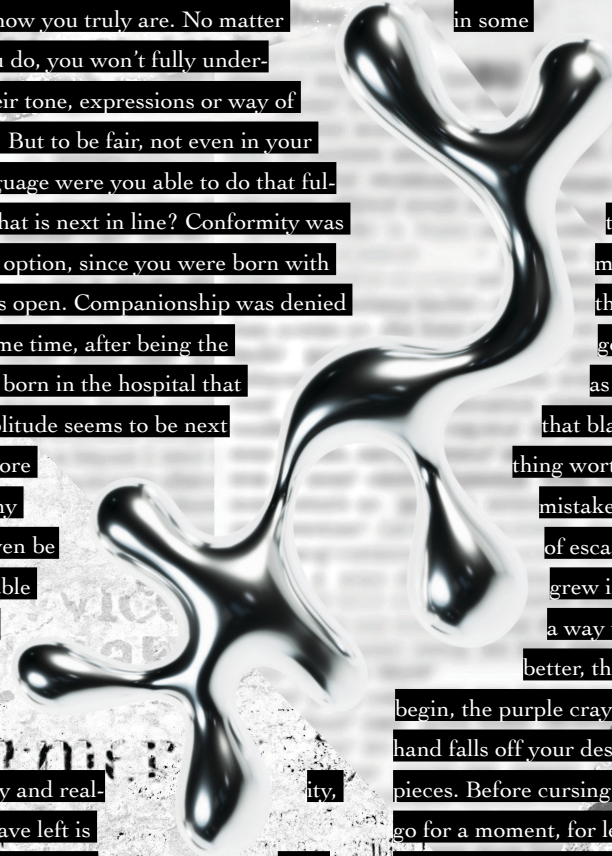 how you truly are. No matter
u do, you won't fully under-
eir tone, expressions or way of
But to be fair, not even in your
guage were you able to do that ful-
hat is next in line? Conformity was
option, since you were born with
s open. Companionship was denied
me time, after being the
born in the hospital that
olitude seems to be next
ore
ny
ven be
able
y and real-
ave left is
in some
t
m
th
go
as
that bla
thing wort
mistake
of esca
grew i
a way
better, th
begin, the purple cray
hand falls off your des
ity, pieces. Before cursing
go for a moment, for le